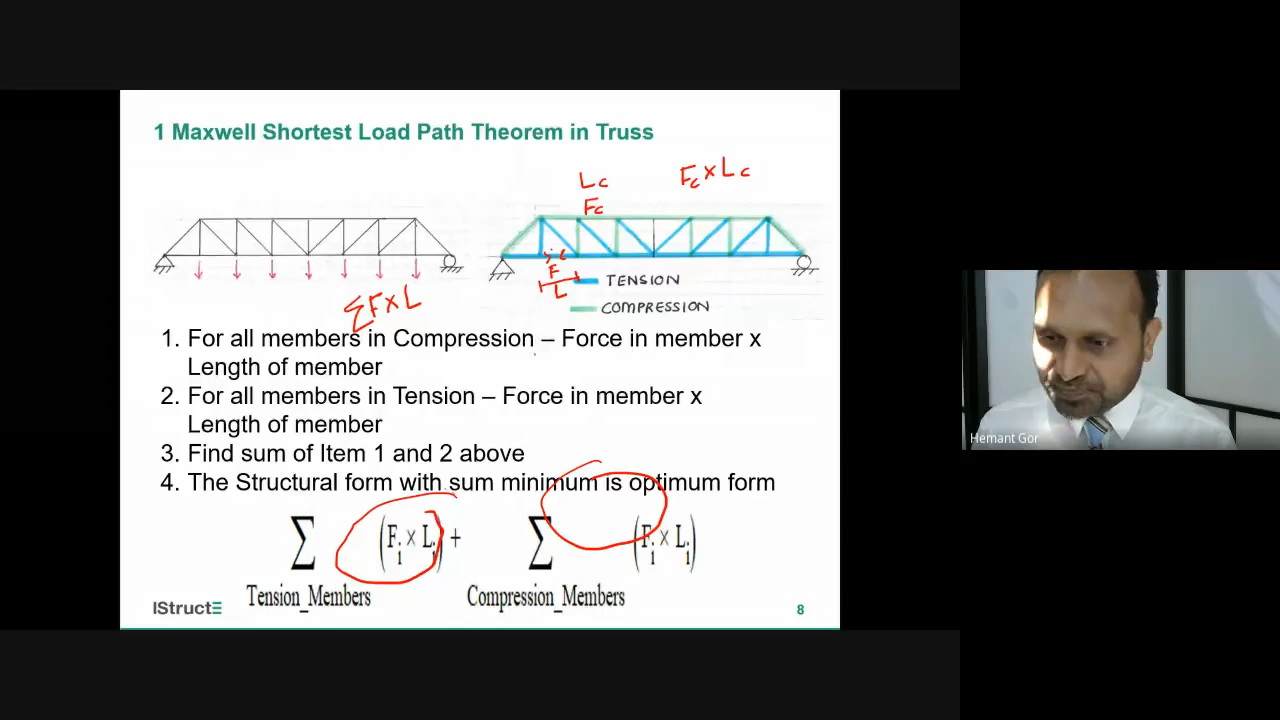 1 Maxwell Shortest Load Path Theorem in Truss
Lc
Fc
Fc x Lc
F
L
TENSION
COMPRESSION
∑F x L
1. For all members in Compression – Force in member x
Length of member
2. For all members in Tension – Force in member x
Length of member
3. Find sum of Item 1 and 2 above
4. The Structural form with sum minimum is optimum form
∑ (Fi × Li) + ∑ (Fi × Li)
Tension_Members Compression_Members
IStructE
8
Hemant Gor